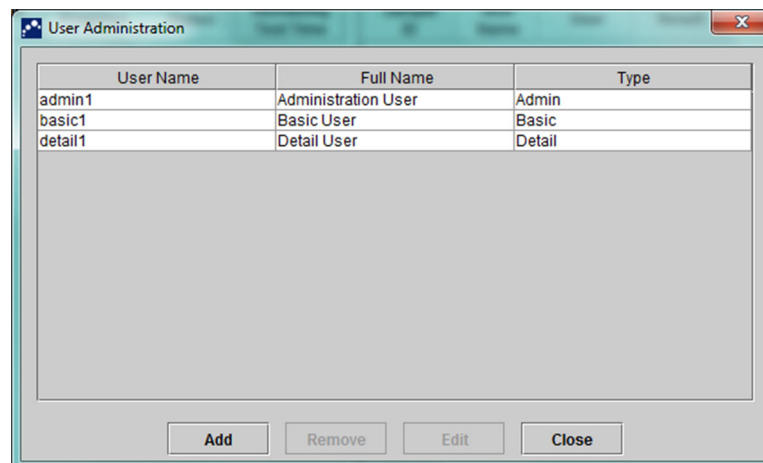 User Administration
User Name Full Name Type
admin1 Administration User Admin
basic1 Basic User Basic
detail1 Detail User Detail
Add Remove Edit Close